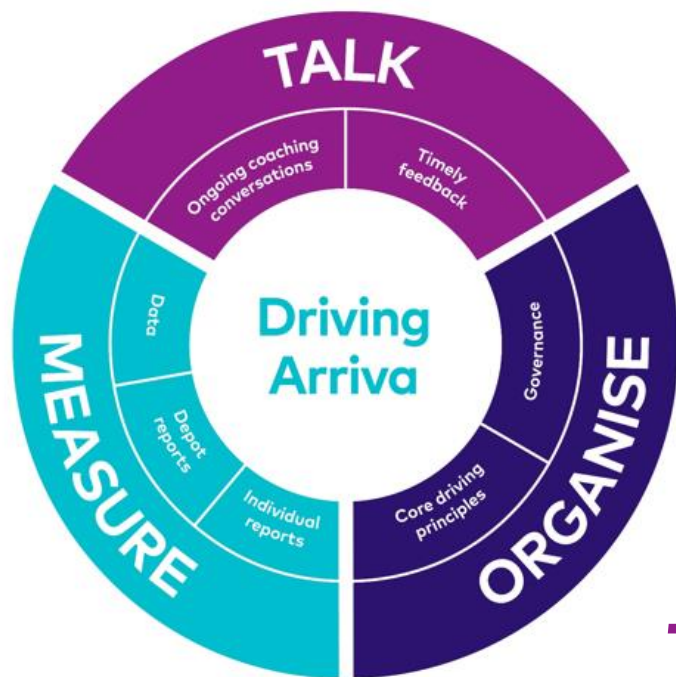 TALK
Ongoing coaching
conversations
Timely
feedback
Driving
Arriva
Data
Depot
reports
Individual
reports
MEASURE
Governance
Core driving
principles
ORGANISE